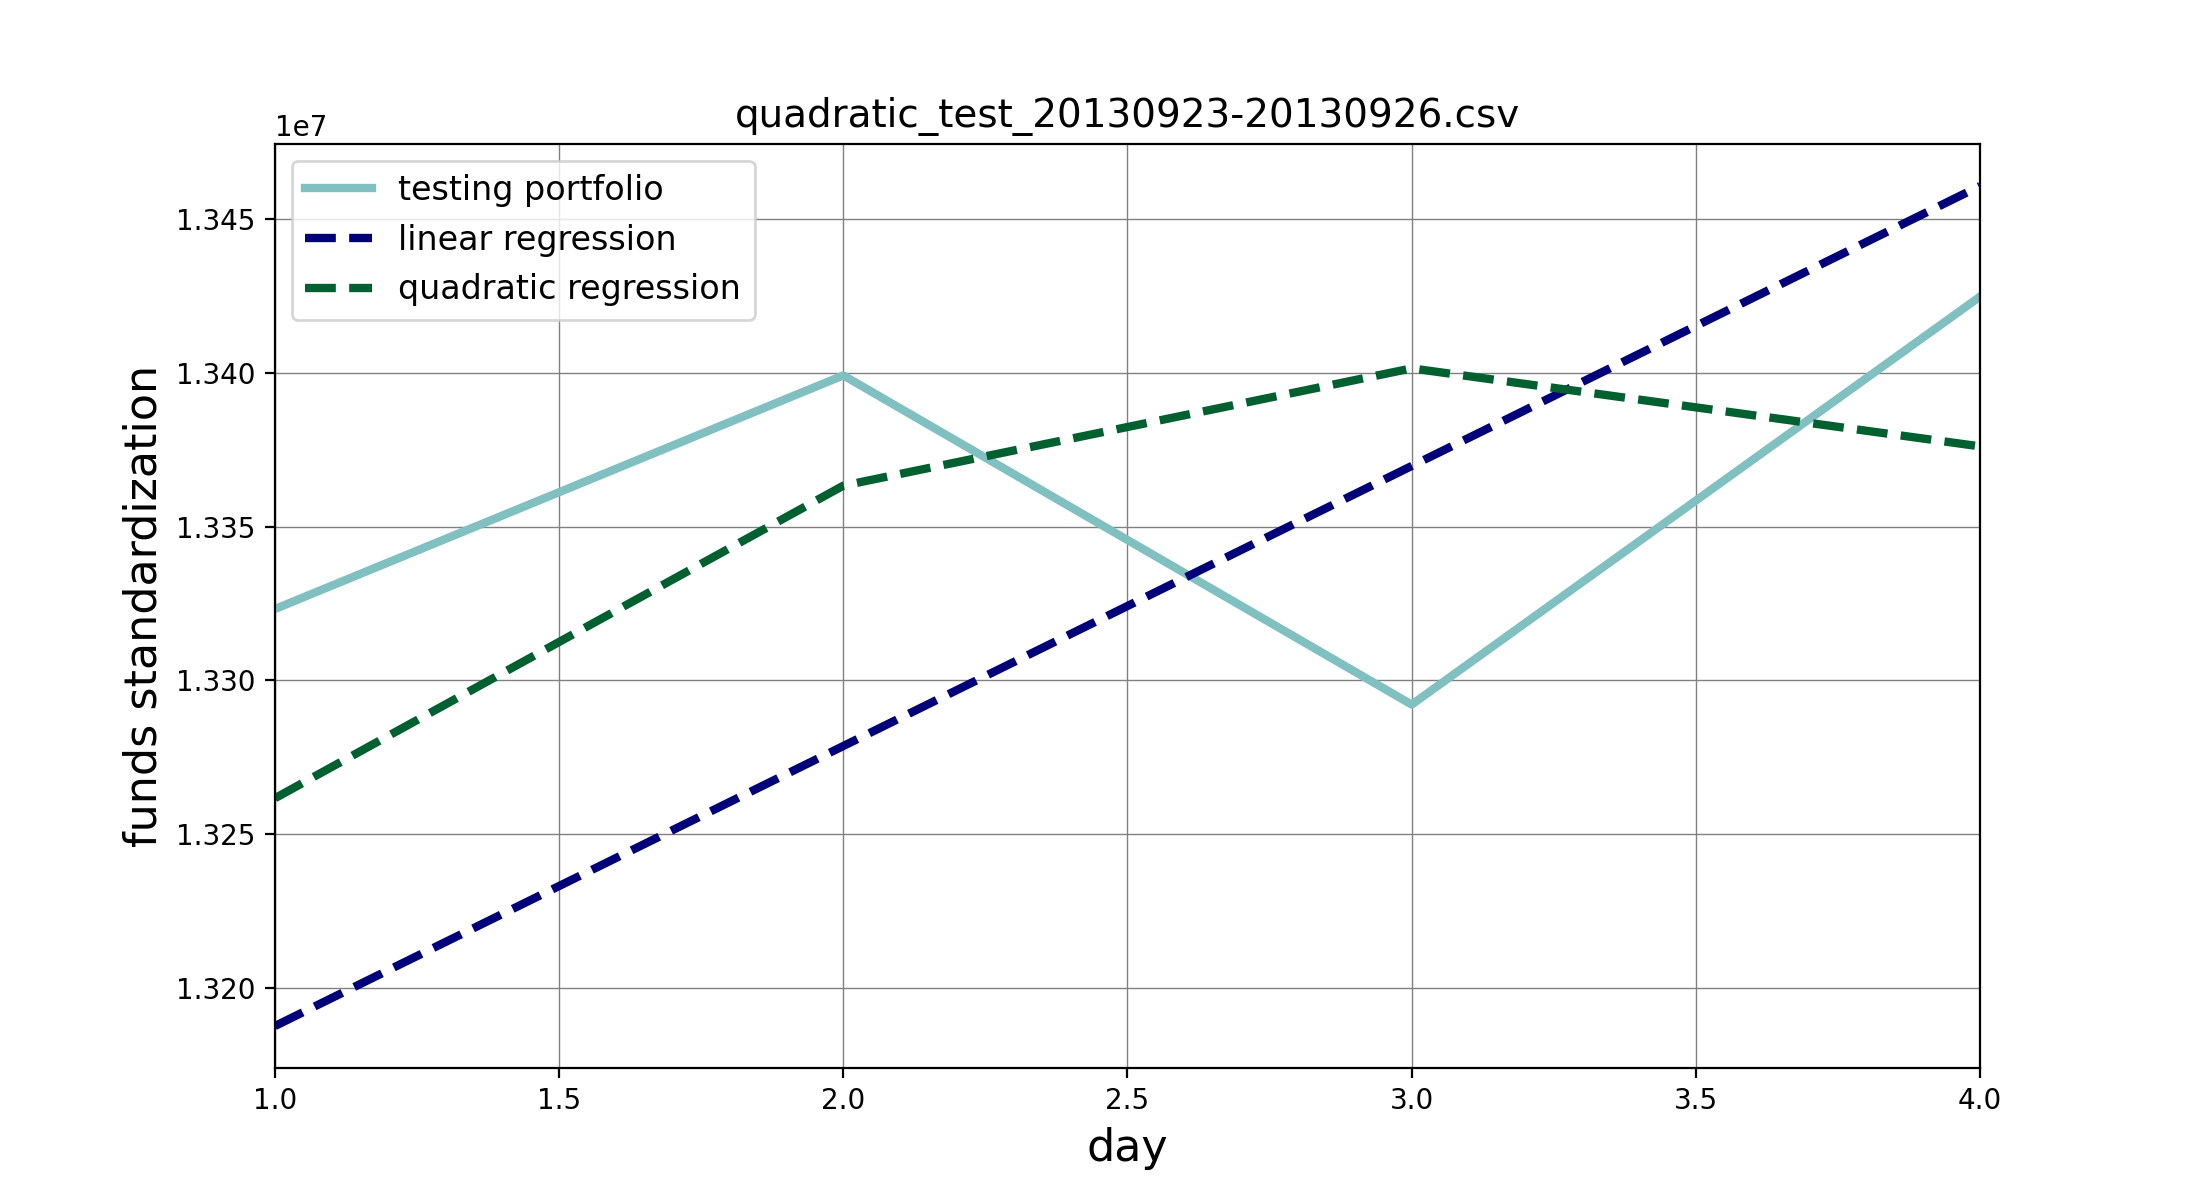 quadratic_test_20130923-20130926.csv
1e7
testing portfolio
linear regression
quadratic regression
1.345
1.340
1.335
1.330
1.325
1.320
funds standardization
1.0 1.5 2.0 2.5 3.0 3.5 4.0
day